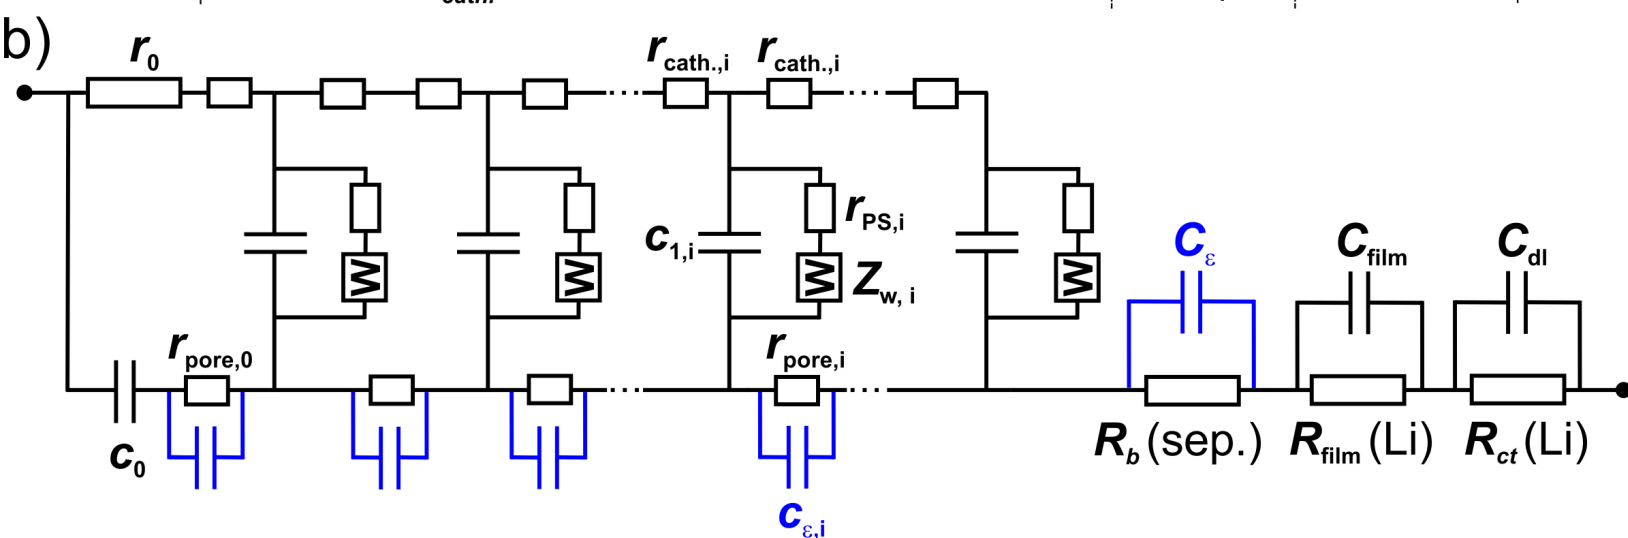 cath.
b)
r0
rcath.,i
rcath.,i
rPS,i
c1,i
W
W
W
W
Zw, i
Cε
Cfilm
Cdl
rpore,0
rpore,i
c0
Rb (sep.)
Rfilm (Li)
Rct (Li)
cε,i